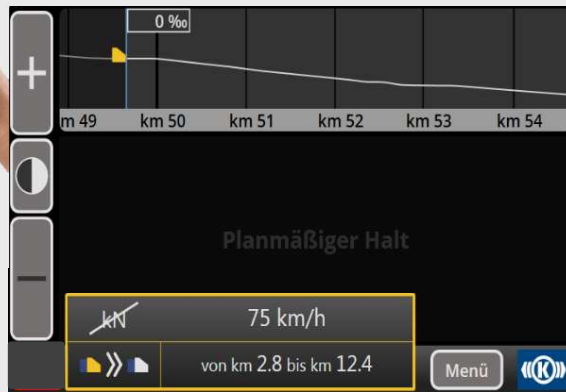 0 ‰
m 49 km 50 km 51 km 52 km 53 km 54
Planmäßiger Halt
kN 75 km/h
von km 2.8 bis km 12.4
Menü
((K))